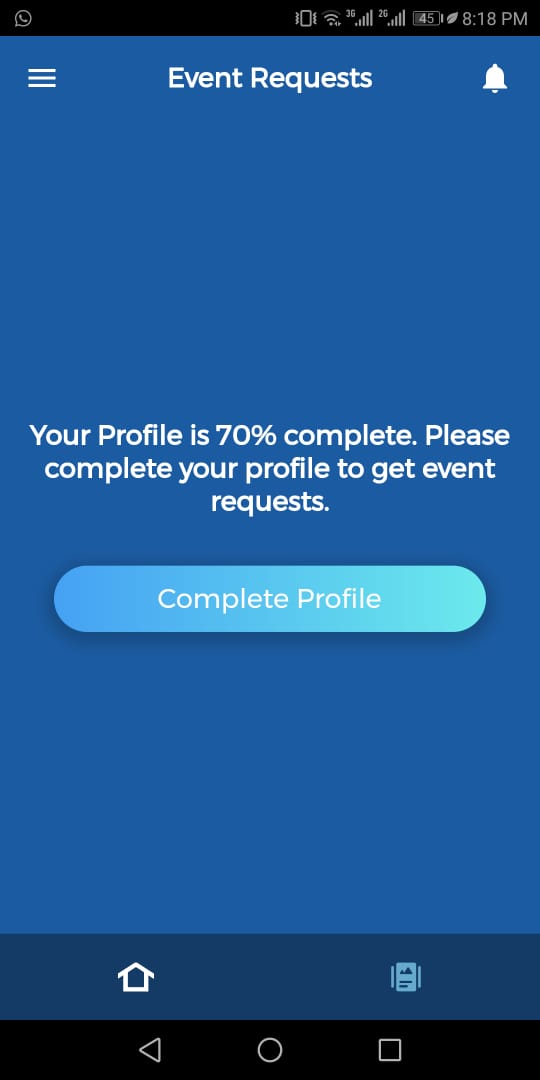 3G 2G 45 8:18 PM
Event Requests
Your Profile is 70% complete. Please
complete your profile to get event
requests.
Complete Profile